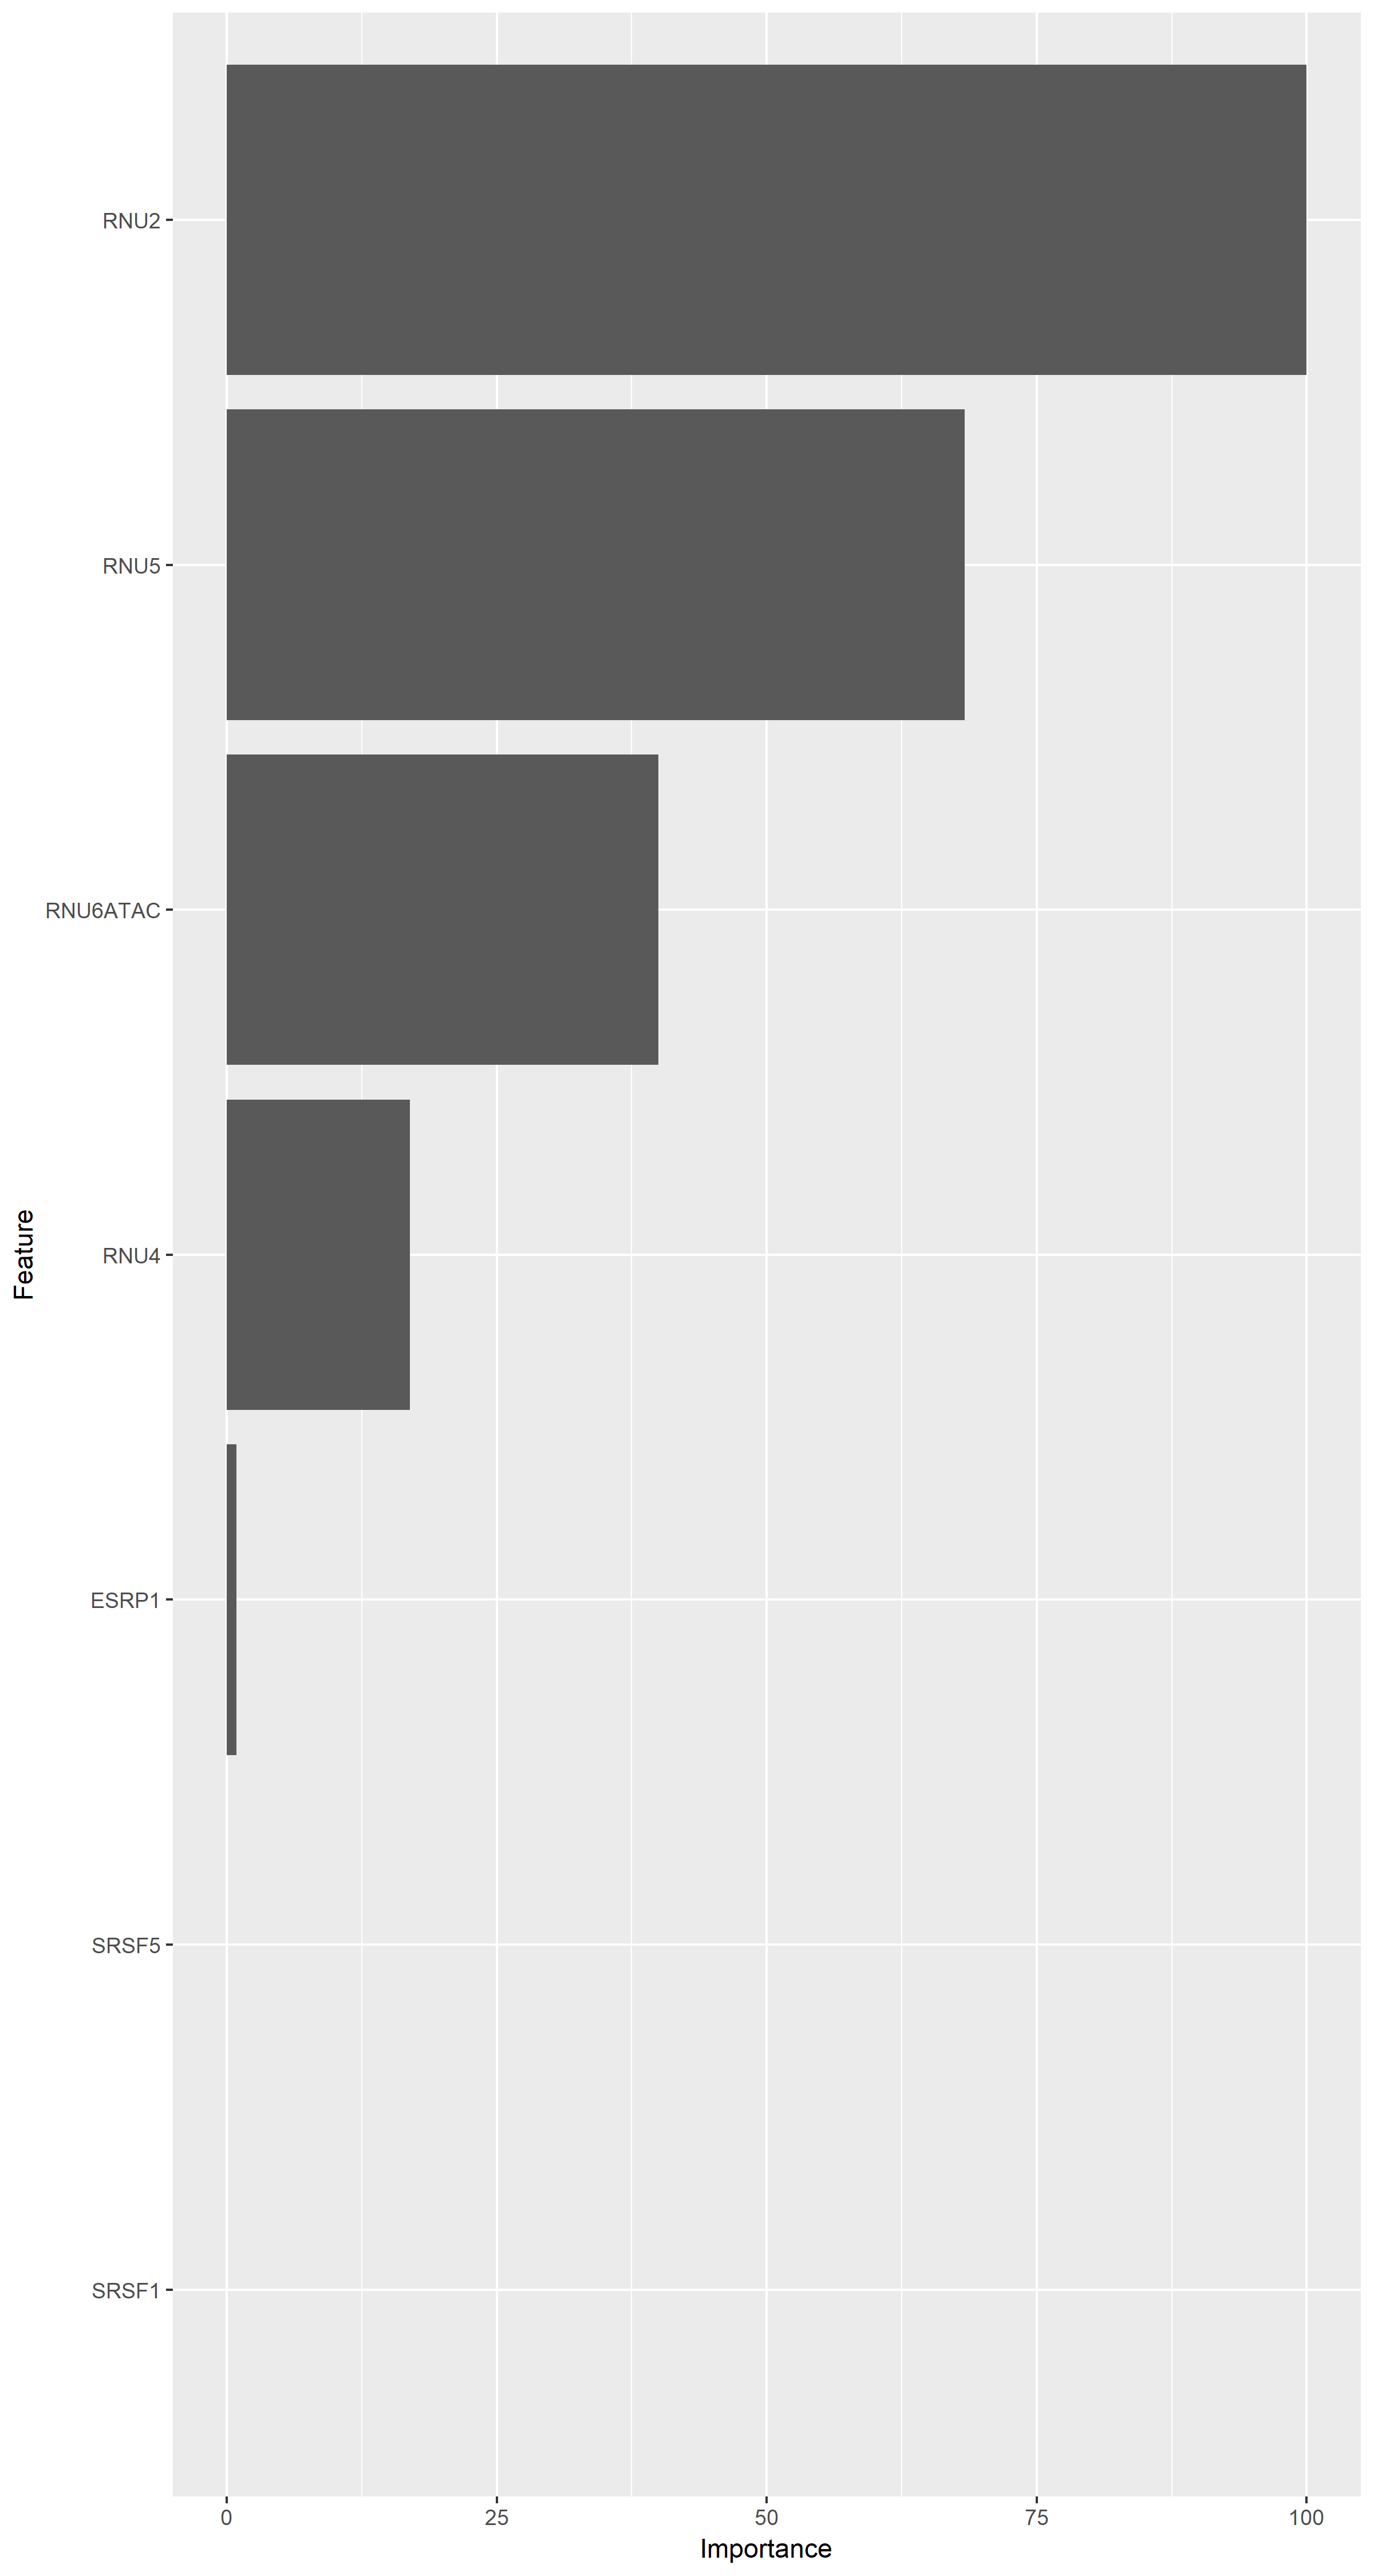 RNU2
RNU5
RNU6ATAC
RNU4
ESRP1
SRSF5
SRSF1
Feature
0 25 50 75 100
Importance